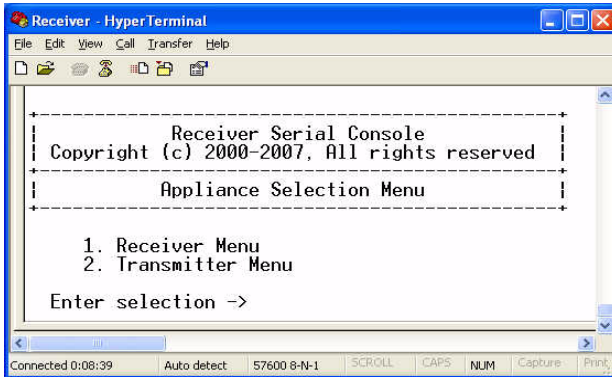 Receiver - HyperTerminal
File Edit View Call Transfer Help
+------------------------------------------------------+
| Receiver Serial Console |
| Copyright (c) 2000-2007, All rights reserved |
+------------------------------------------------------+
| Appliance Selection Menu |
+------------------------------------------------------+
1. Receiver Menu
2. Transmitter Menu
Enter selection ->
Connected 0:08:39 Auto detect 57600 8-N-1 SCROLL CAPS NUM Capture Print